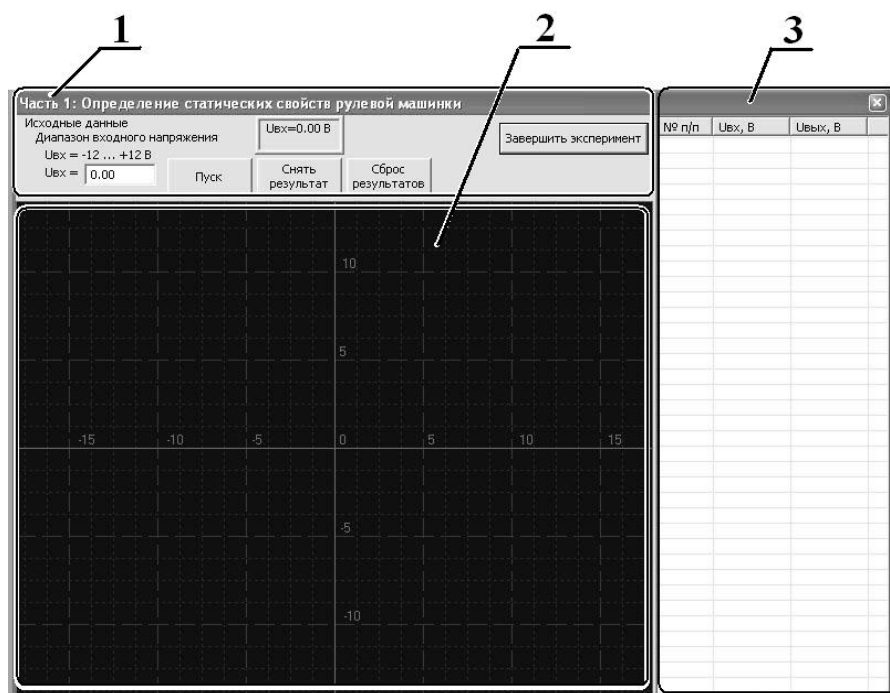 1
2
3
Часть 1: Определение статических свойств рулевой машинки
Исходные данные
Диапазон входного напряжения
Uвх = -12 ... +12 В
Uвх = 0.00
Пуск
Uвх=0.00 В
Снять
результат
Сброс
результатов
Завершить эксперимент
№ п/п Uвх, В Uвых, В
10
5
-15 -10 -5 0 5 10 15
-5
-10